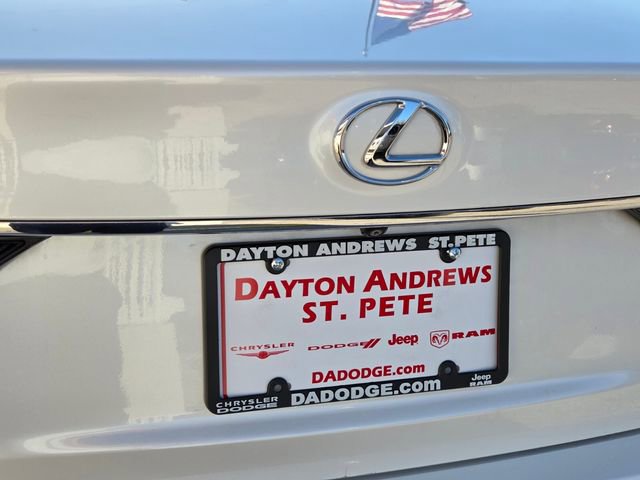 DAYTON ANDREWS ST.PETE
DAYTON ANDREWS
ST. PETE
CHRYSLER DODGE Jeep RAM
DADODGE.com
CHRYSLER
DODGE
DADODGE.com
Jeep
RAM